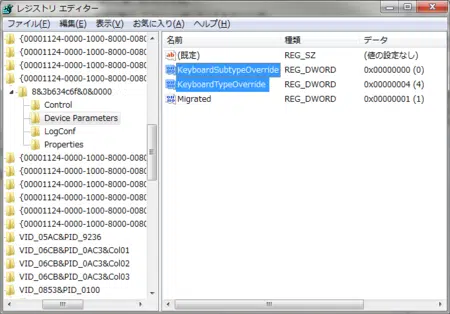 レジストリ エディター
ファイル(F) 編集(E) 表示(V) お気に入り(A) ヘルプ(H)
{00001124-0000-1000-8000-0080
{00001124-0000-1000-8000-0080
{00001124-0000-1000-8000-0080
{00001124-0000-1000-8000-0080
8&3b634c6f&0&0000
Control
Device Parameters
LogConf
Properties
{00001124-0000-1000-8000-0080
{00001124-0000-1000-8000-0080
{00001124-0000-1000-8000-0080
{00001124-0000-1000-8000-0080
{00001124-0000-1000-8000-0080
{00001124-0000-1000-8000-0080
VID_05AC&PID_9236
VID_06CB&PID_0AC3&Col01
VID_06CB&PID_0AC3&Col02
VID_06CB&PID_0AC3&Col03
VID_0853&PID_0100
名前 種類 データ
(既定) REG_SZ (値の設定なし)
KeyboardSubtypeOverride REG_DWORD 0x00000000 (0)
KeyboardTypeOverride REG_DWORD 0x00000004 (4)
Migrated REG_DWORD 0x00000001 (1)